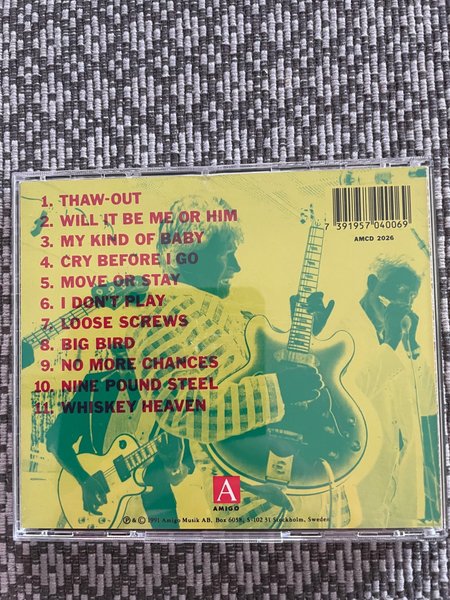 1. THAW-OUT
2. WILL IT BE ME OR HIM
3. MY KIND OF BABY
4. CRY BEFORE I GO
5. MOVE OR STAY
6. I DON'T PLAY
7. LOOSE SCREWS
8. BIG BIRD
9. NO MORE CHANCES
10. NINE POUND STEEL
11. WHISKEY HEAVEN
7 391957 040069
AMCD 2026
A
AMIGO
℗ & © 1991 Amigo Musik AB, Box 6058, S-102 31 Stockholm, Sweden